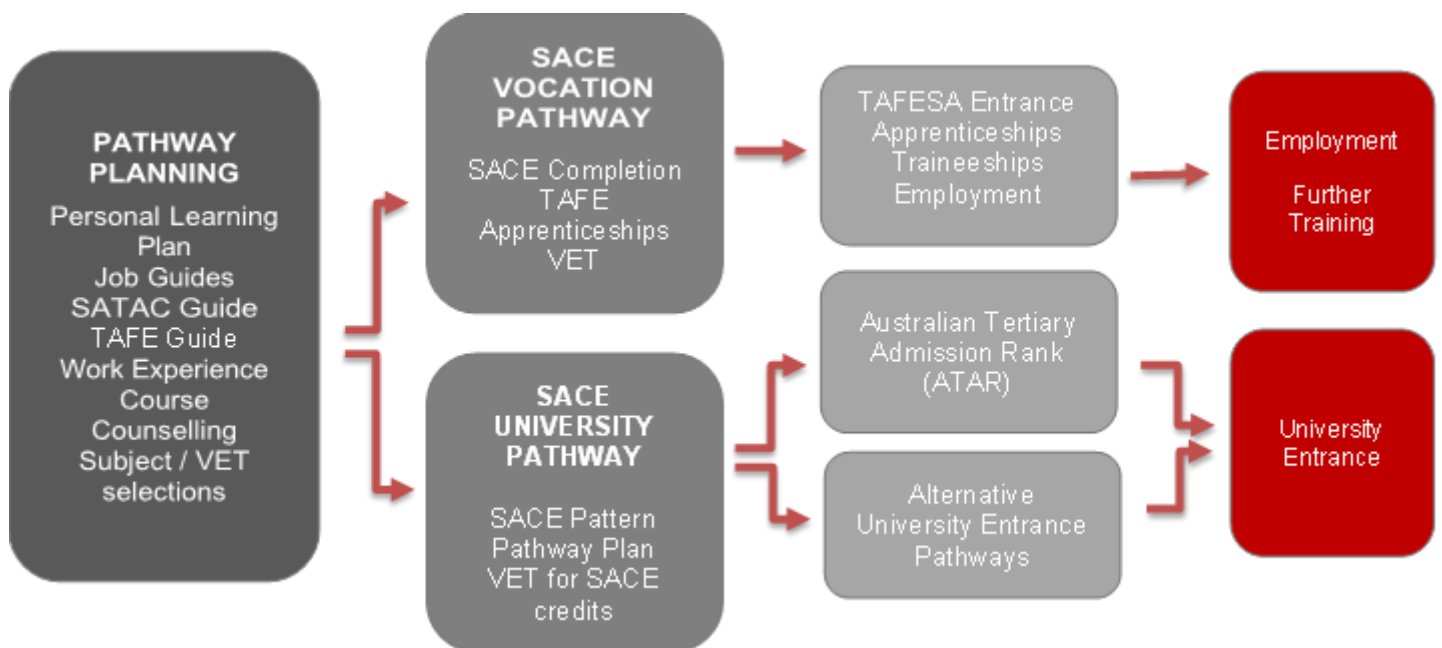 PATHWAY
PLANNING
Personal Learning
Plan
Job Guides
SATAC Guide
TAFE Guide
Work Experience
Course
Counselling
Subject / VET
selections
SACE
VOCATION
PATHWAY
SACE Completion
TAFE
Apprenticeships
VET
SACE
UNIVERSITY
PATHWAY
SACE Pattern
Pathway Plan
VET for SACE
credits
TAFESA Entrance
Apprenticeships
Traineeships
Employment
Australian Tertiary
Admission Rank
(ATAR)
Alternative
University Entrance
Pathways
Employment
Further
Training
University
Entrance